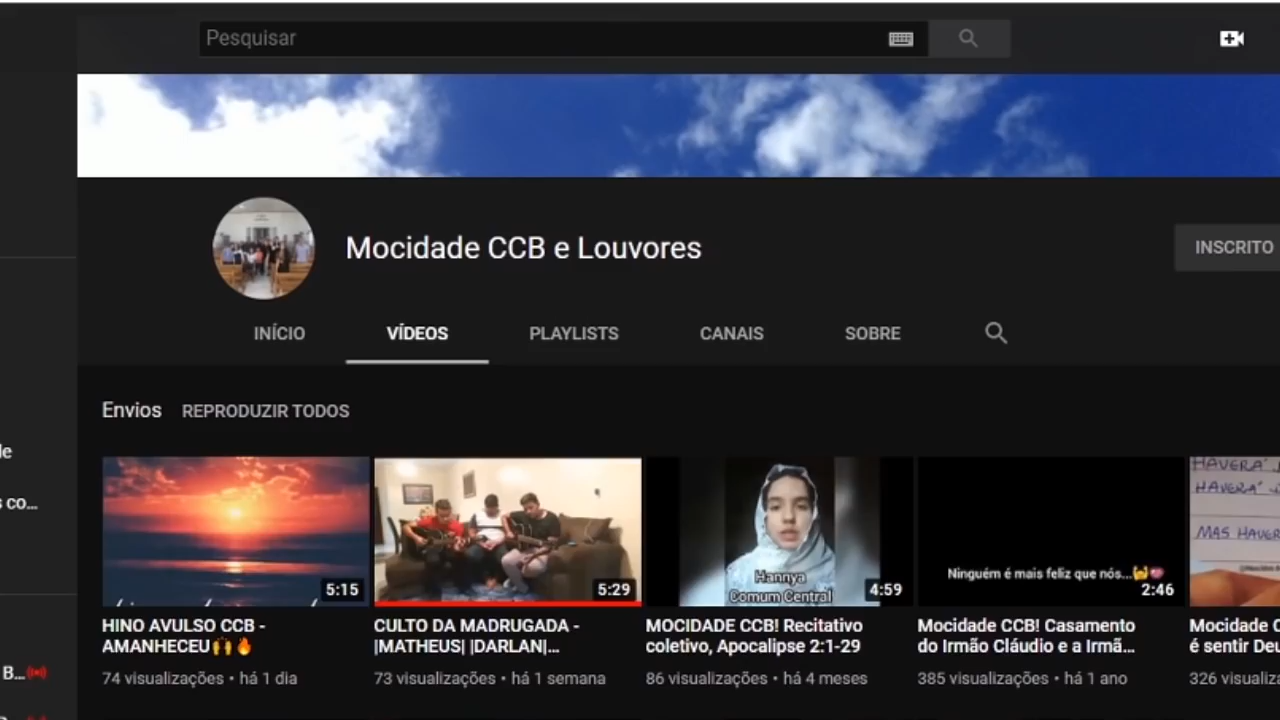 Pesquisar
Mocidade CCB e Louvores
INSCRITO
INÍCIO VÍDEOS PLAYLISTS CANAIS SOBRE
Envios REPRODUZIR TODOS
le
s co...
B...
5:15
HINO AVULSO CCB -
AMANHECEU🙌🔥
74 visualizações • há 1 dia
5:29
CULTO DA MADRUGADA -
|MATHEUS| |DARLAN|...
73 visualizações • há 1 semana
Hannya
Comum Central
4:59
MOCIDADE CCB! Recitativo
coletivo, Apocalipse 2:1-29
86 visualizações • há 4 meses
Ninguém é mais feliz que nós...
2:46
Mocidade CCB! Casamento
do Irmão Cláudio e a Irmã...
385 visualizações • há 1 ano
HAVERÁ
HAVERÁ
MAS HAVER
Mocidade C
é sentir Deu
326 visualiza